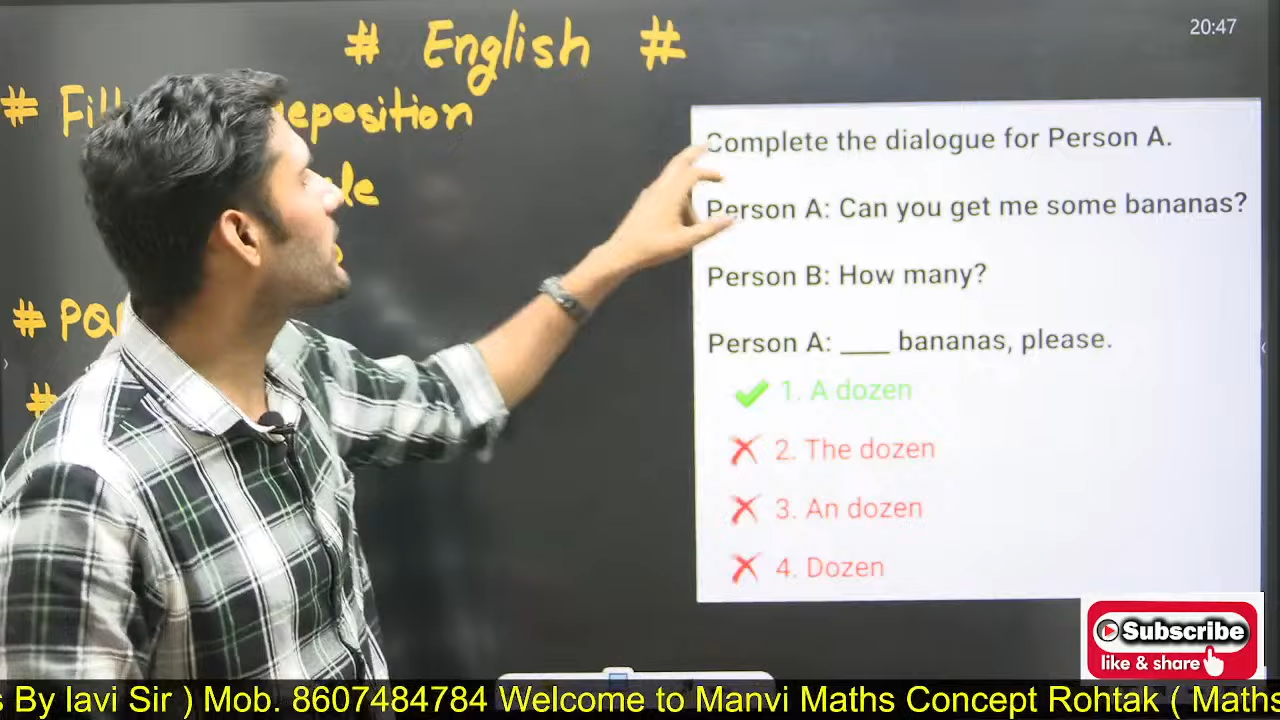 # English #
20:47
# Fill
eposition
# PQ
#
Complete the dialogue for Person A.
Person A: Can you get me some bananas?
Person B: How many?
Person A: ____ bananas, please.
1. A dozen
2. The dozen
3. An dozen
4. Dozen
Subscribe
like & share
s By lavi Sir ) Mob. 8607484784 Welcome to Manvi Maths Concept Rohtak ( Maths